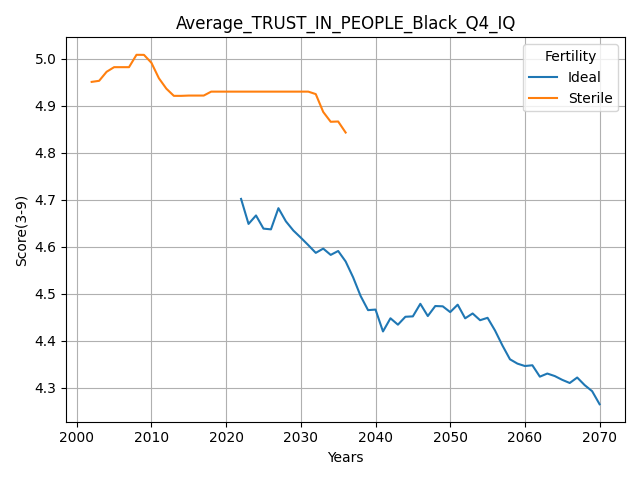 Average_TRUST_IN_PEOPLE_Black_Q4_IQ
Score(3-9)
5.0
4.9
4.8
4.7
4.6
4.5
4.4
4.3
Fertility
Ideal
Sterile
2000 2010 2020 2030 2040 2050 2060 2070
Years